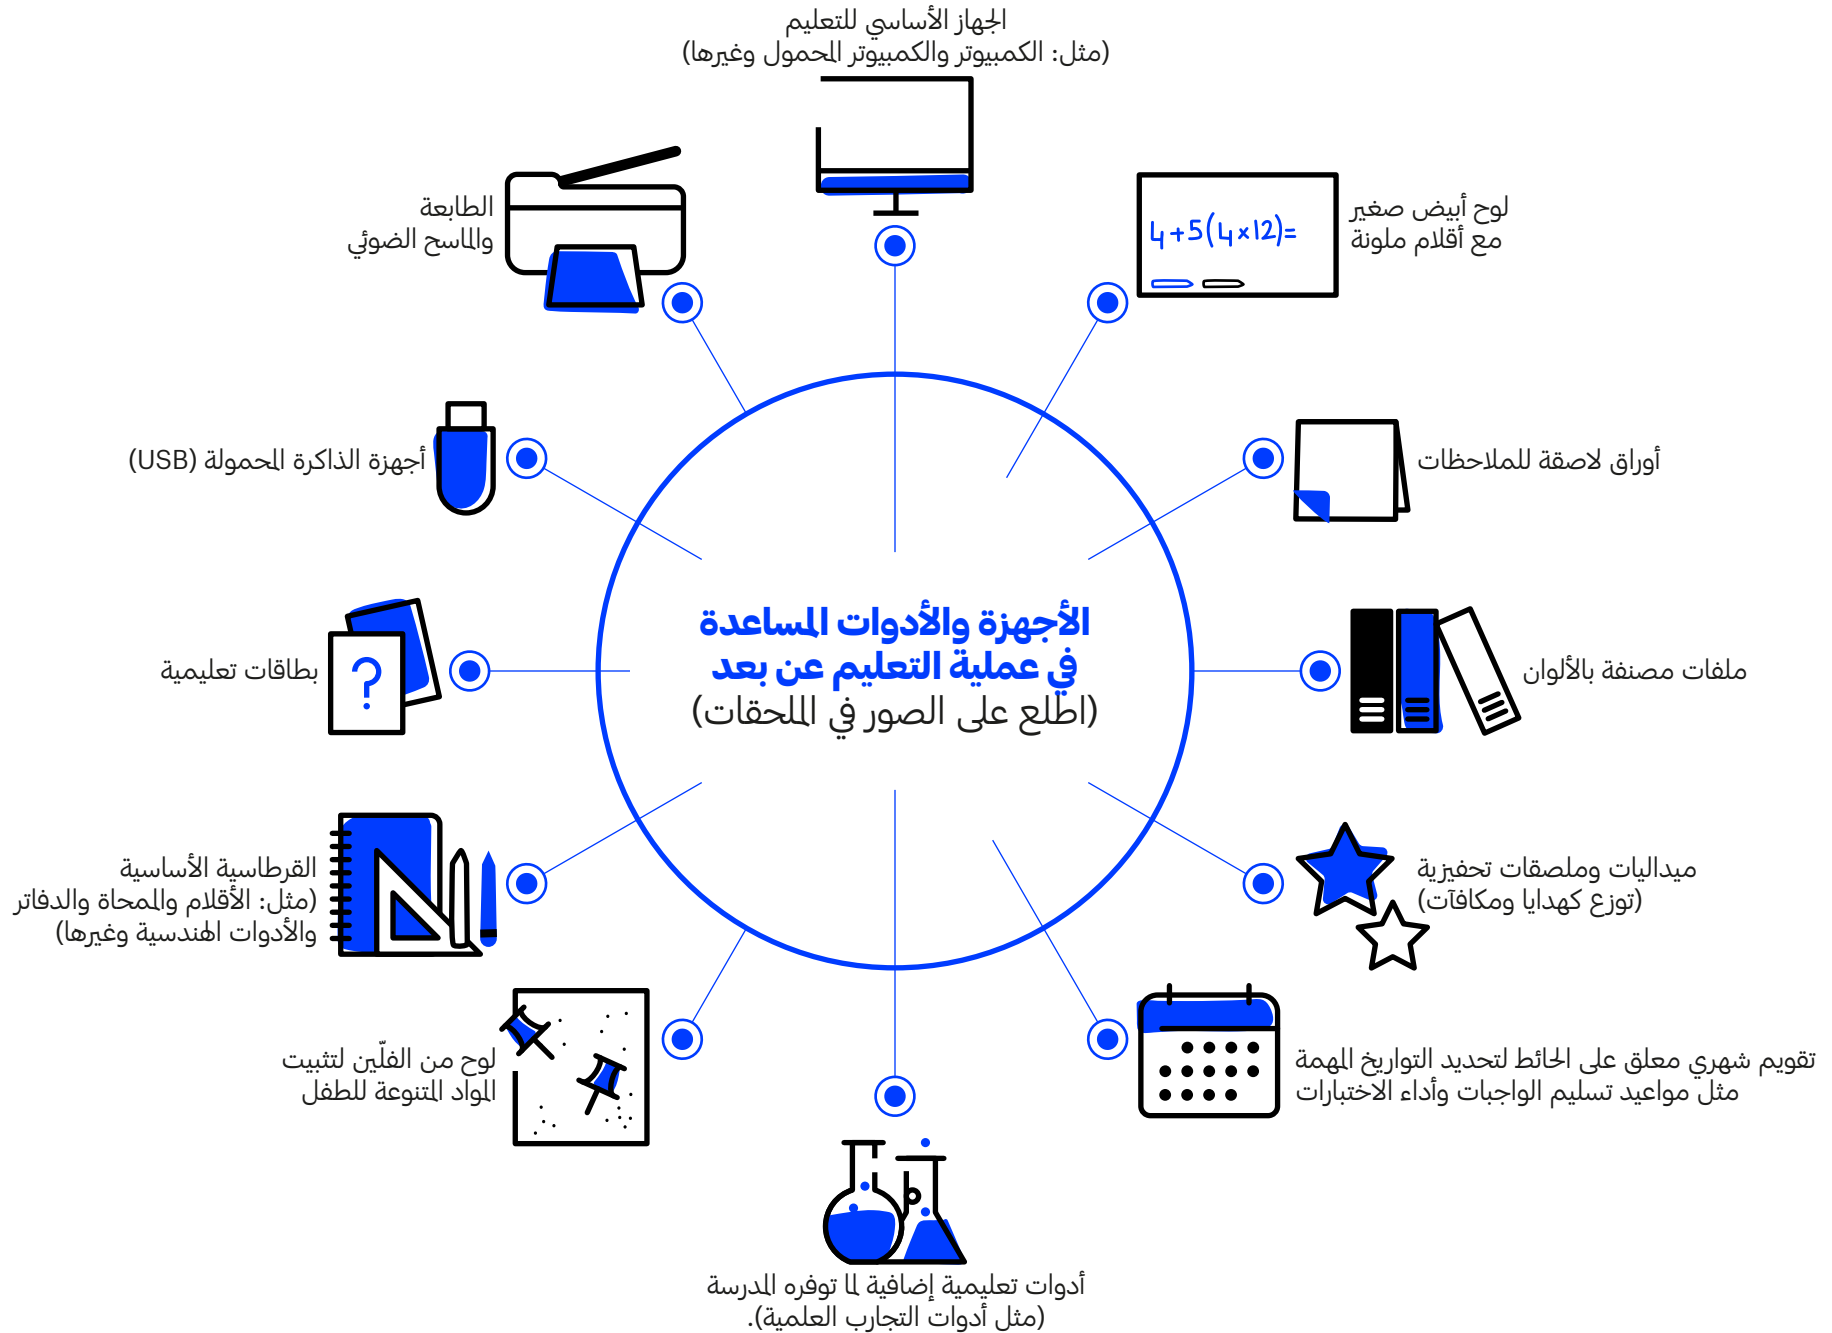 الجهاز الأساسي للتعليم
(مثل: الكمبيوتر والكمبيوتر المحمول وغيرها)
لوح أبيض صغير
مع أقلام ملونة
4+5(4×12)=
أوراق لاصقة للملاحظات
ملفات مصنفة بالألوان
ميداليات وملصقات تحفيزية
(توزع كهدايا ومكافآت)
تقويم شهري معلق على الحائط لتحديد التواريخ المهمة
مثل مواعيد تسليم الواجبات وأداء الاختبارات
أدوات تعليمية إضافية لما توفره المدرسة
(مثل أدوات التجارب العلمية).
لوح من الفلّين لتثبيت
المواد المتنوعة للطفل
القرطاسية الأساسية
(مثل: الأقلام والممحاة والدفاتر
والأدوات الهندسية وغيرها)
بطاقات تعليمية
?
أجهزة الذاكرة المحمولة (USB)
الطابعة
والماسح الضوئي
الأجهزة والأدوات المساعدة
في عملية التعليم عن بعد
(اطلع على الصور في الملحقات)